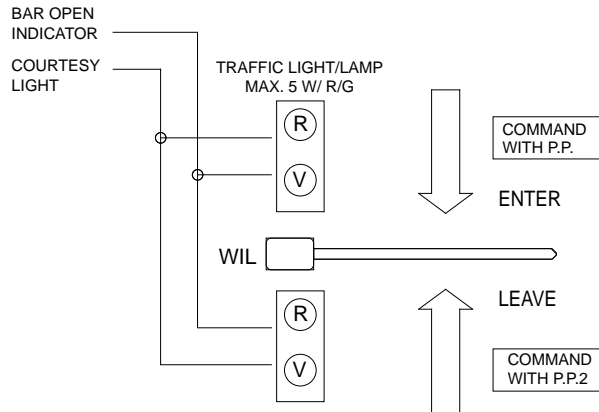 BAR OPEN
INDICATOR
COURTESY
LIGHT
TRAFFIC LIGHT/LAMP
MAX. 5 W/ R/G
R
V
COMMAND
WITH P.P.
ENTER
WIL
LEAVE
R
V
COMMAND
WITH P.P.2